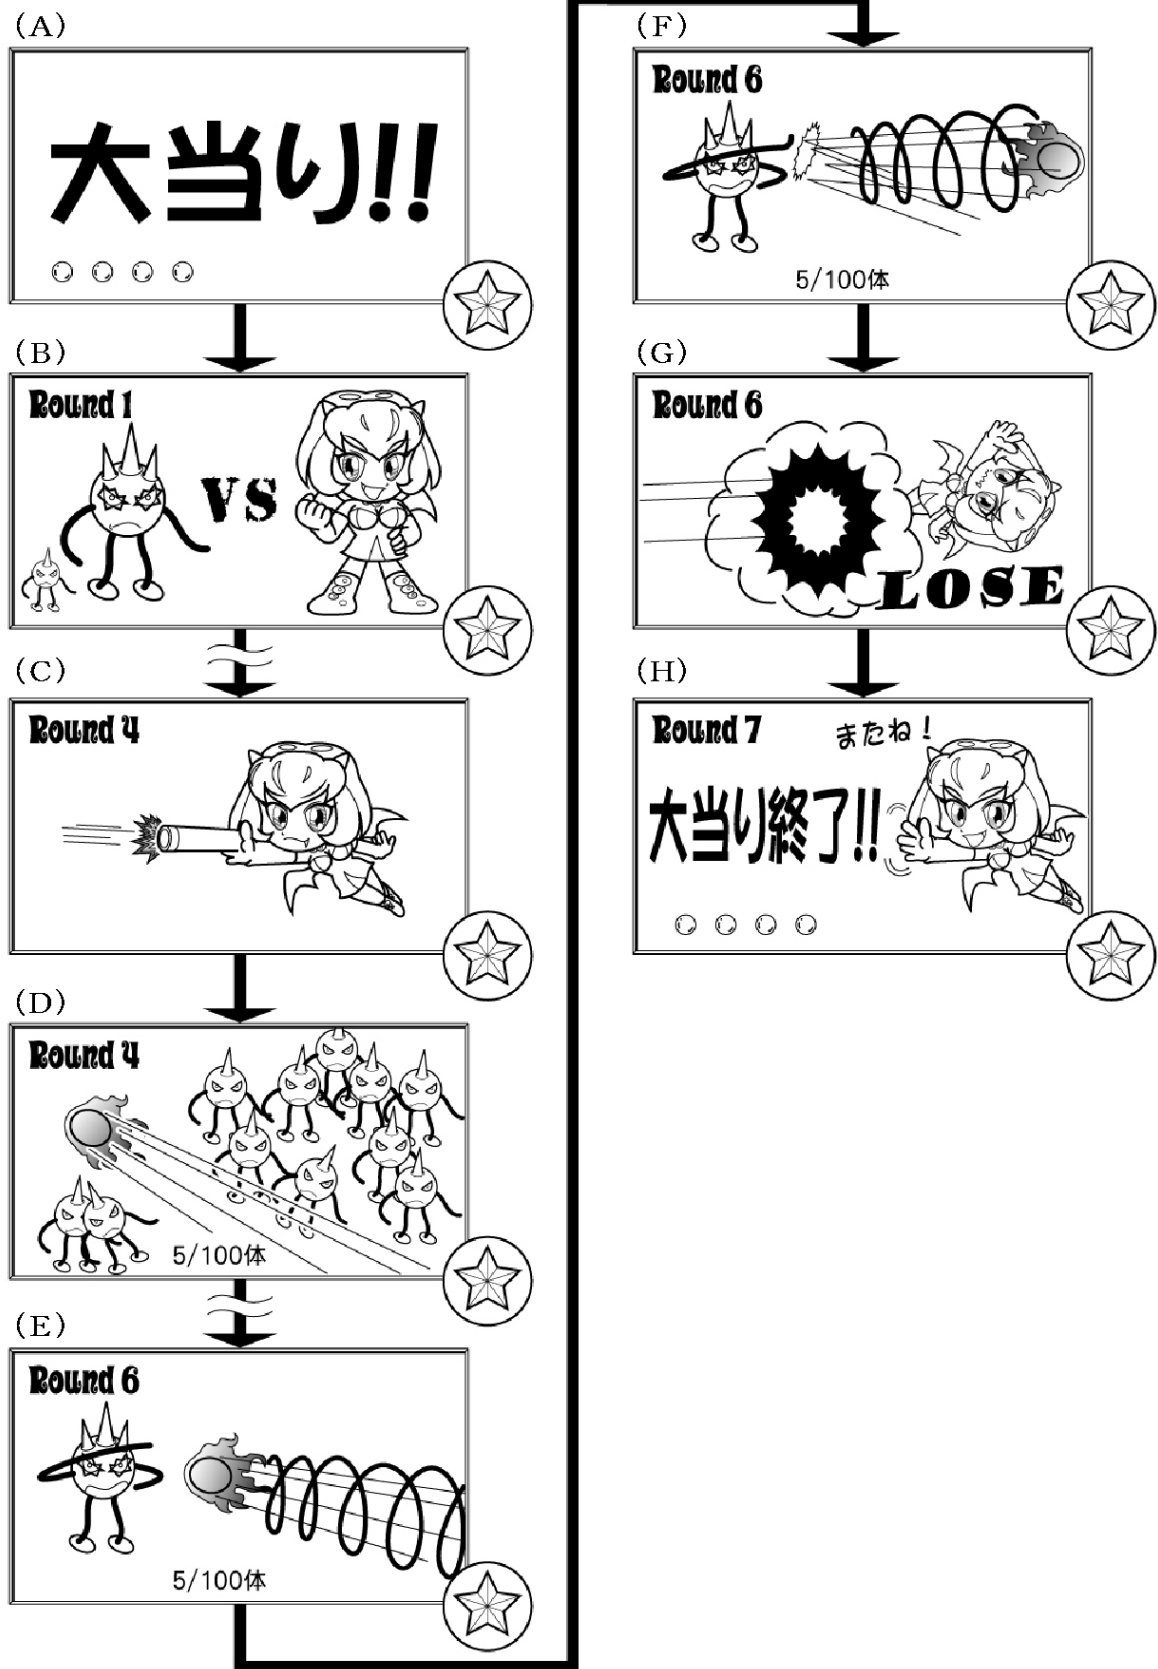 (A)
大当り!!
(B)
Round 1
VS
(C)
Round 4
(D)
Round 4
5/100体
(E)
Round 6
5/100体
(F)
Round 6
5/100体
(G)
Round 6
LOSE
(H)
Round 7
またね!
大当り終了!!